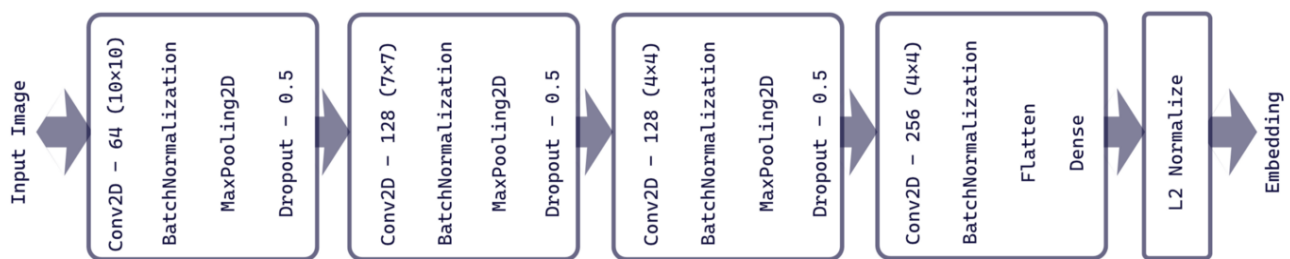 Input Image
Conv2D - 64 (10×10)
BatchNormalization
MaxPooling2D
Dropout - 0.5
Conv2D - 128 (7×7)
BatchNormalization
MaxPooling2D
Dropout - 0.5
Conv2D - 128 (4×4)
BatchNormalization
MaxPooling2D
Dropout - 0.5
Conv2D - 256 (4×4)
BatchNormalization
Flatten
Dense
L2 Normalize
Embedding